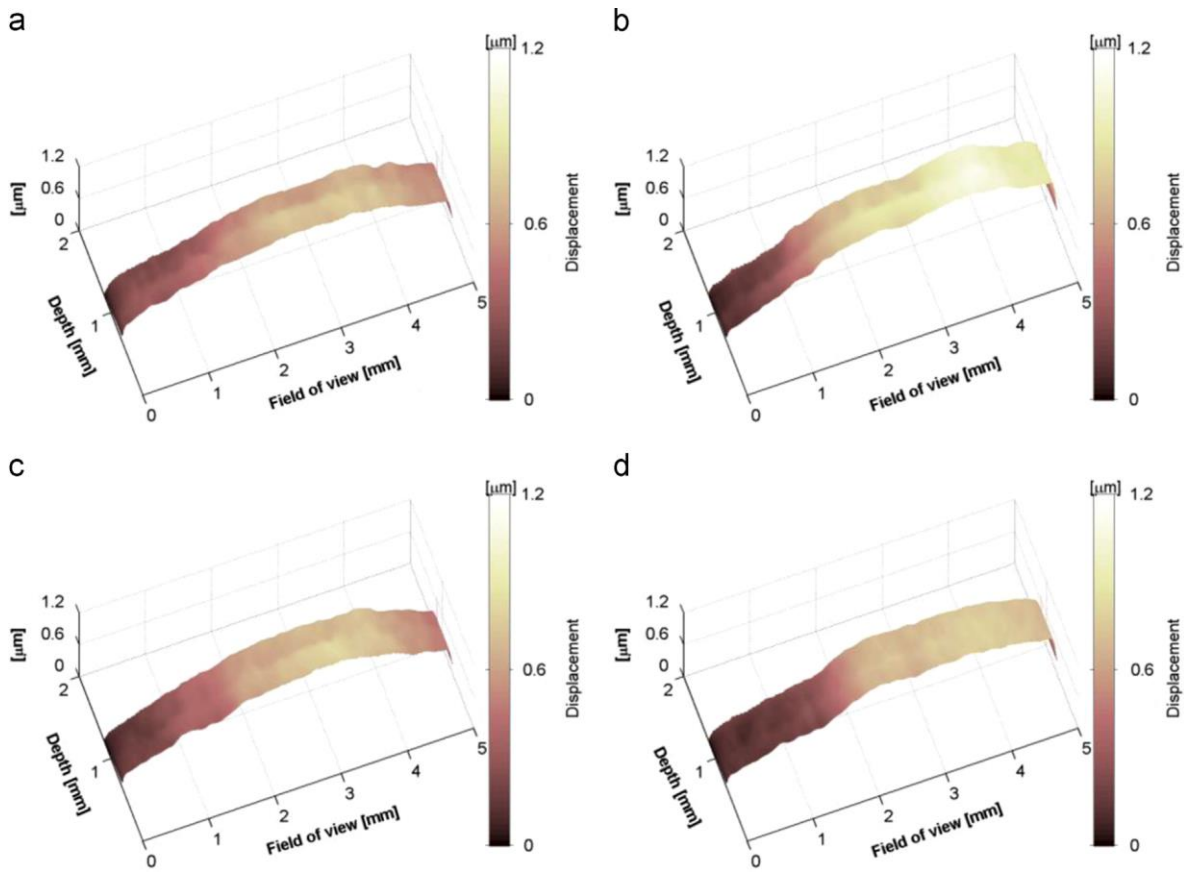 a
[μm] 1.2
1.2
0.6
0
[μm]
2
1
Depth [mm]
0 1 2 3 4 5
Field of view [mm]
0.6
Displacement
0
b
[μm] 1.2
1.2
0.6
0
[μm]
2
1
Depth [mm]
0 1 2 3 4 5
Field of view [mm]
0.6
Displacement
0
c
[μm] 1.2
1.2
0.6
0
[μm]
2
1
Depth [mm]
0 1 2 3 4 5
Field of view [mm]
0.6
Displacement
0
d
[μm] 1.2
1.2
0.6
0
[μm]
2
1
Depth [mm]
0 1 2 3 4 5
Field of view [mm]
0.6
Displacement
0